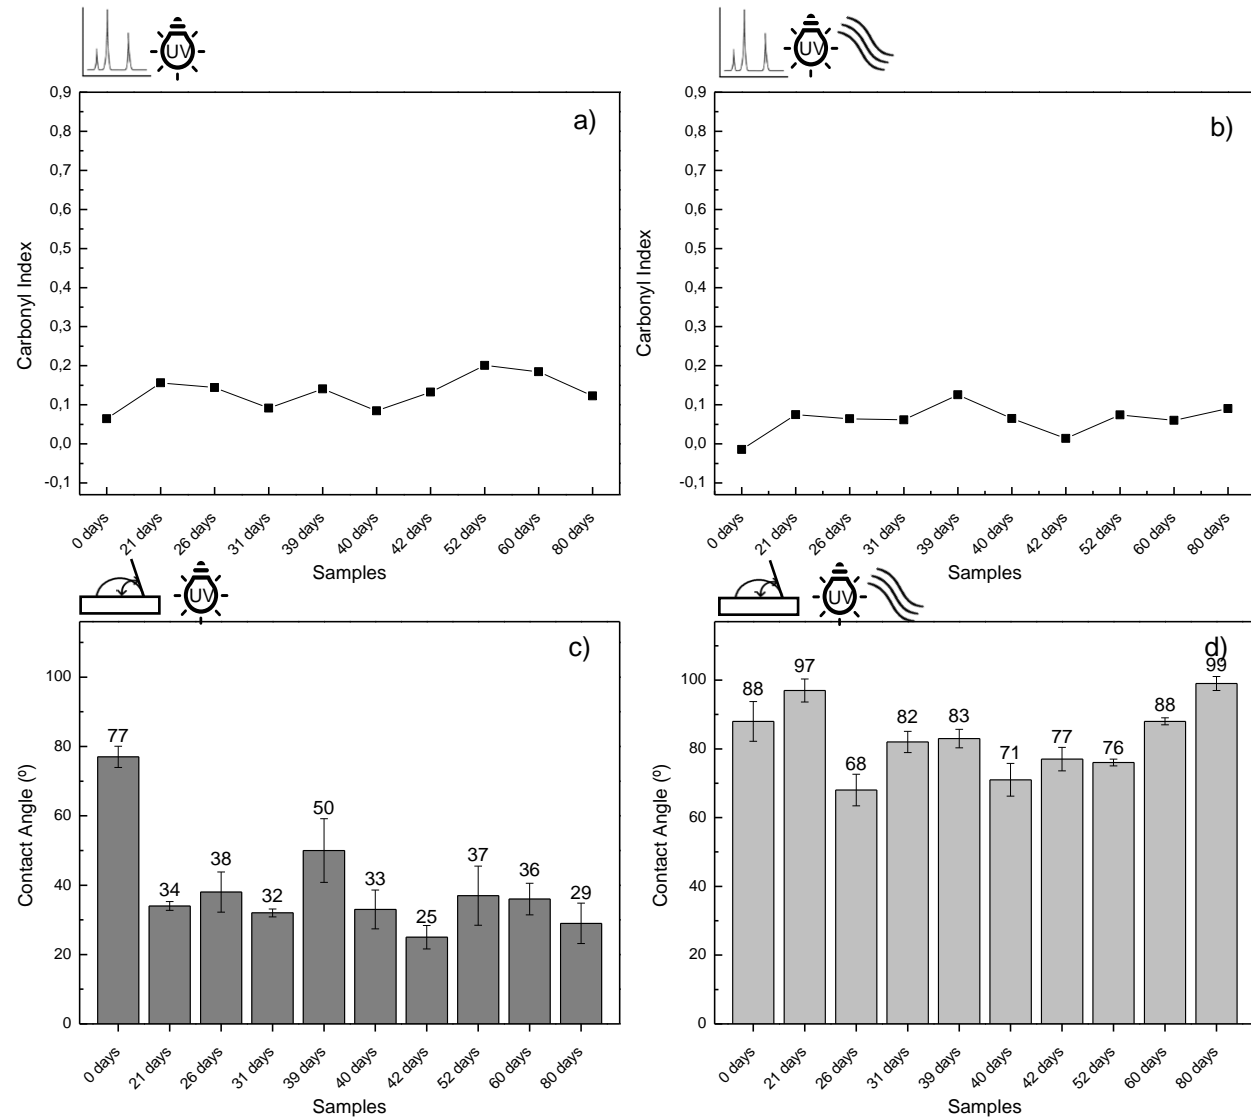 UV
UV
a)
0,9
0,8
0,7
0,6
0,5
0,4
0,3
0,2
0,1
0,0
-0,1
Carbonyl Index
0 days
21 days
26 days
31 days
39 days
40 days
42 days
52 days
60 days
80 days
Samples
b)
0,9
0,8
0,7
0,6
0,5
0,4
0,3
0,2
0,1
0,0
-0,1
Carbonyl Index
0 days
21 days
26 days
31 days
39 days
40 days
42 days
52 days
60 days
80 days
Samples
UV
UV
c)
100
80
60
40
20
0
Contact Angle (º)
77
34
38
32
50
33
25
37
36
29
0 days
21 days
26 days
31 days
39 days
40 days
42 days
52 days
60 days
80 days
Samples
d)
100
80
60
40
20
0
Contact Angle (º)
88
97
68
82
83
71
77
76
88
99
0 days
21 days
26 days
31 days
39 days
40 days
42 days
52 days
60 days
80 days
Samples